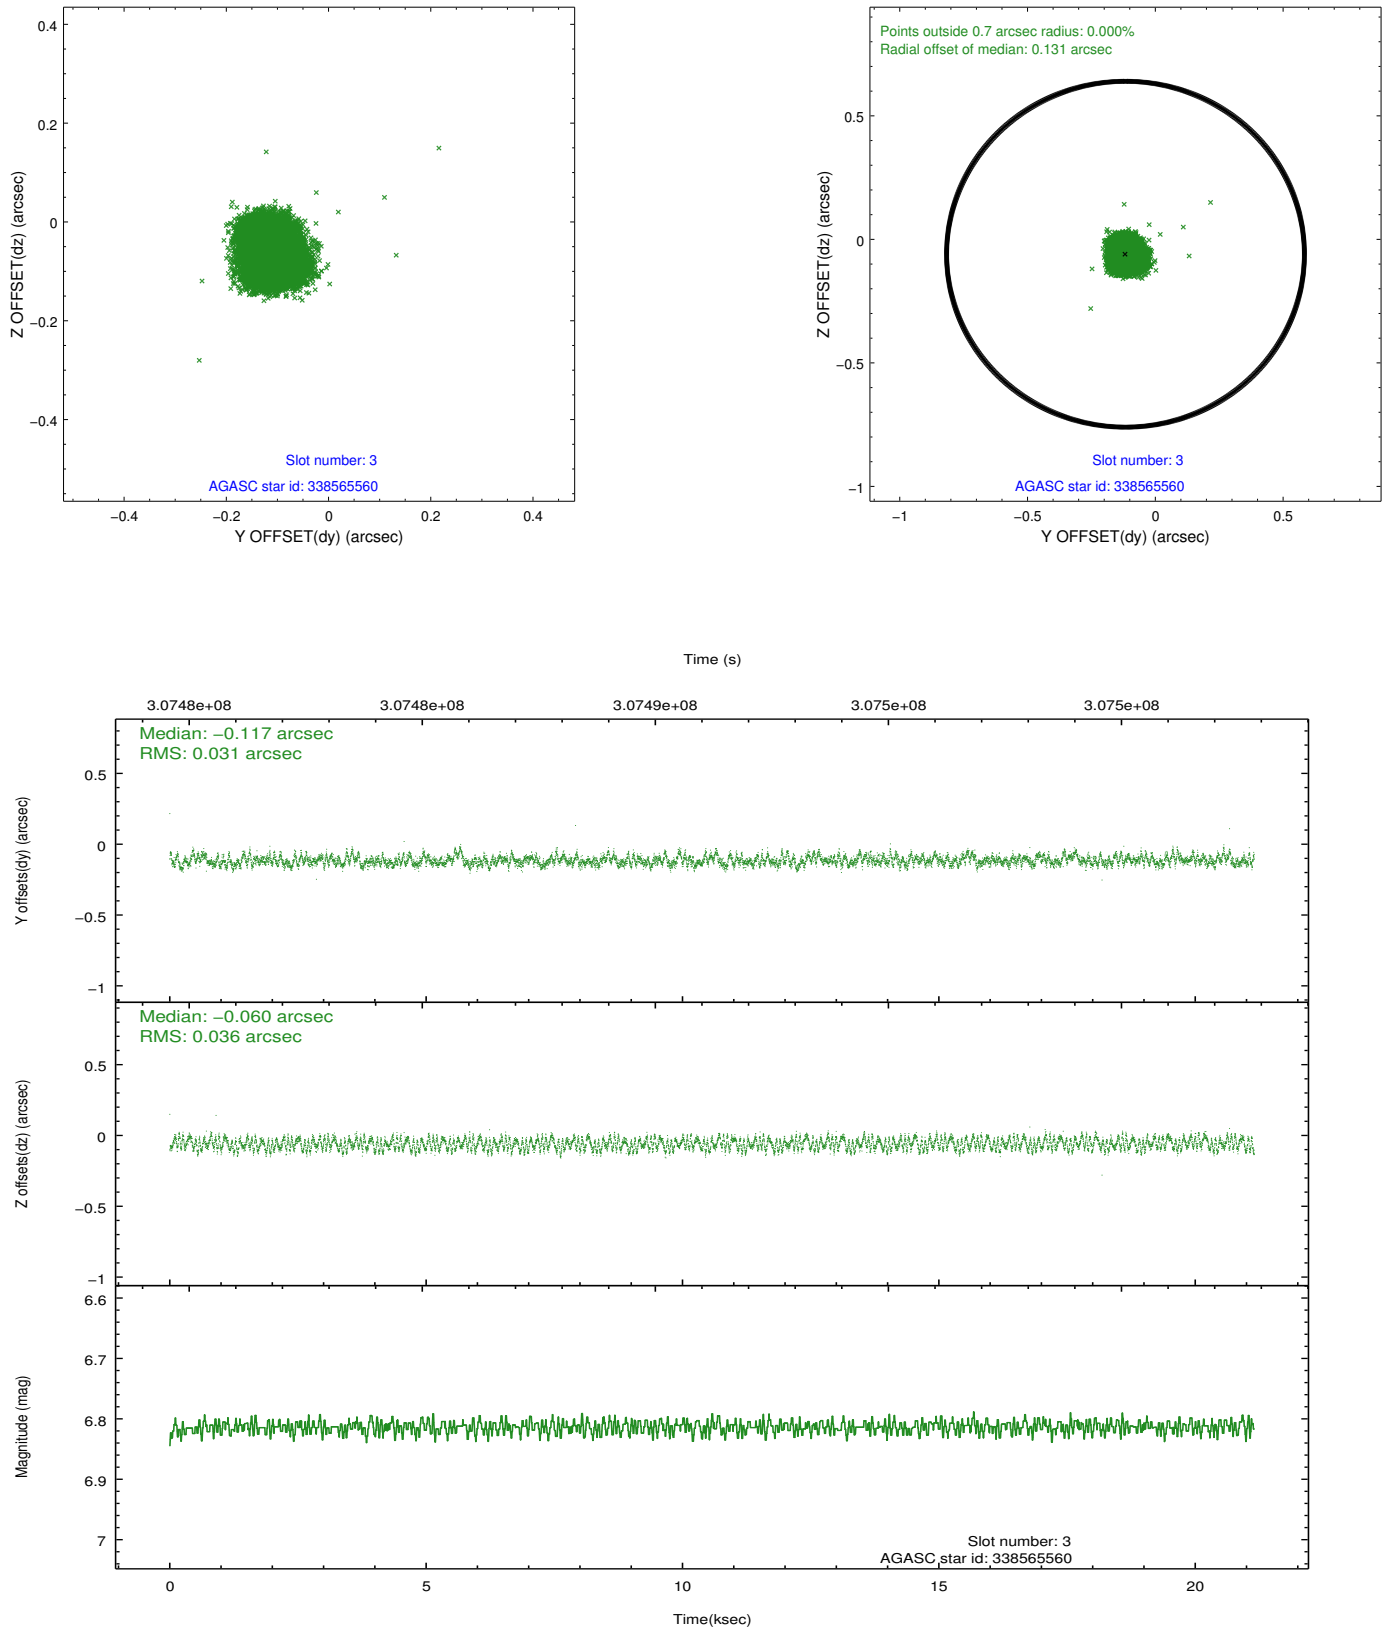 0.4
0.2
0
−0.2
−0.4
Z OFFSET(dz) (arcsec)
Slot number: 3
AGASC star id: 338565560
−0.4 −0.2 0 0.2 0.4
Y OFFSET(dy) (arcsec)
Points outside 0.7 arcsec radius: 0.000%
Radial offset of median: 0.131 arcsec
0.5
0
−0.5
−1
Z OFFSET(dz) (arcsec)
Slot number: 3
AGASC star id: 338565560
−1 −0.5 0 0.5
Y OFFSET(dy) (arcsec)
Time (s)
3.0748e+08 3.0748e+08 3.0749e+08 3.075e+08 3.075e+08
Median: −0.117 arcsec
RMS: 0.031 arcsec
0.5
0
−0.5
−1
Y offsets(dy) (arcsec)
Median: −0.060 arcsec
RMS: 0.036 arcsec
0.5
0
−0.5
−1
Z offsets(dz) (arcsec)
6.6
6.7
6.8
6.9
7
Magnitude (mag)
Slot number: 3
AGASC star id: 338565560
0 5 10 15 20
Time(ksec)